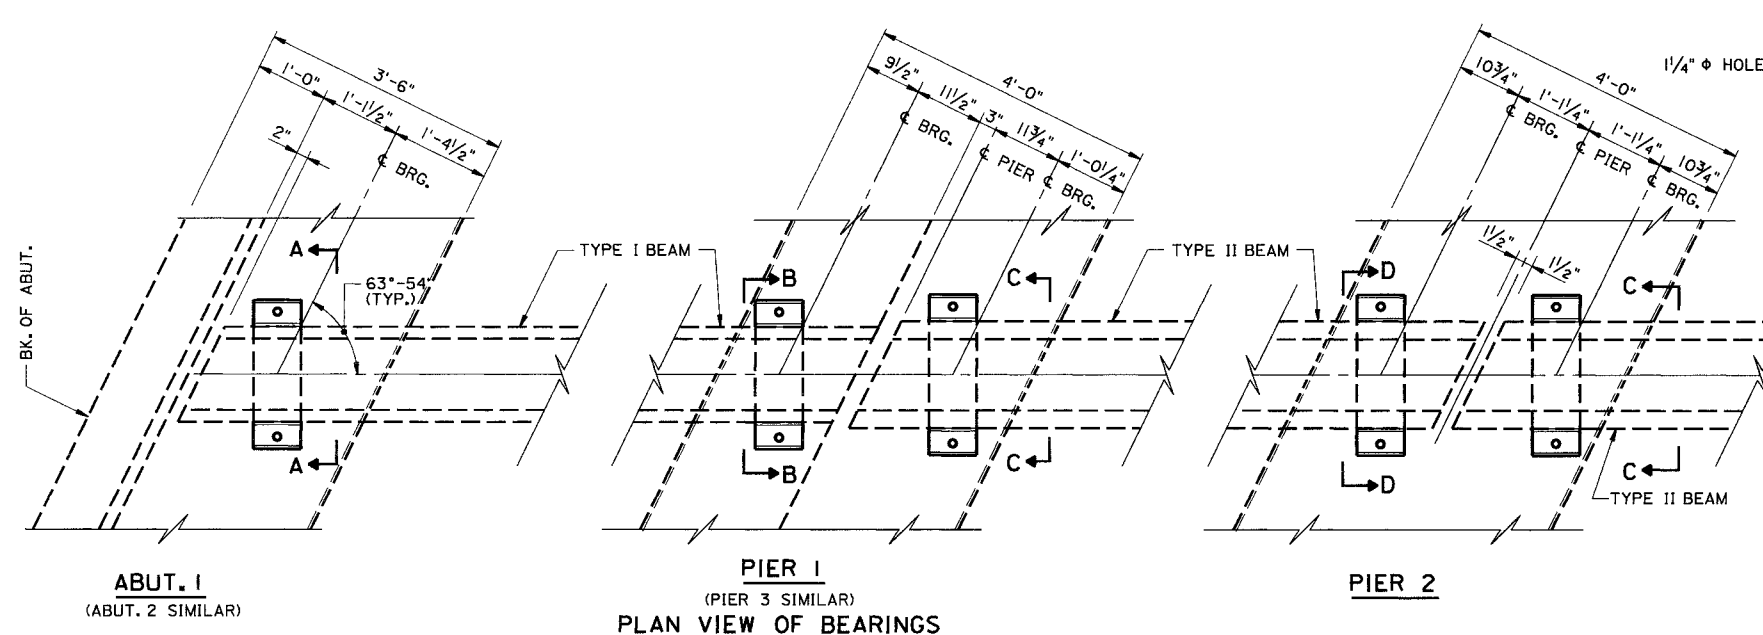 3'-6"
1'-0"
1'-1½"
1'-4½"
2"
℄ BRG.
BK. OF ABUT.
A
A
63°-54'
(TYP.)
TYPE I BEAM
ABUT. 1
(ABUT. 2 SIMILAR)
4'-0"
9½"
11½"
3"
11¾"
1'-0¼"
℄ BRG.
℄ PIER
℄ BRG.
B
B
C
C
TYPE II BEAM
PIER 1
(PIER 3 SIMILAR)
PLAN VIEW OF BEARINGS
4'-0"
10¾"
1'-1¼"
1'-1¼"
10¾"
℄ BRG.
℄ PIER
℄ BRG.
1½"
1½"
D
D
C
C
TYPE II BEAM
PIER 2
1¼" ϕ HOLE